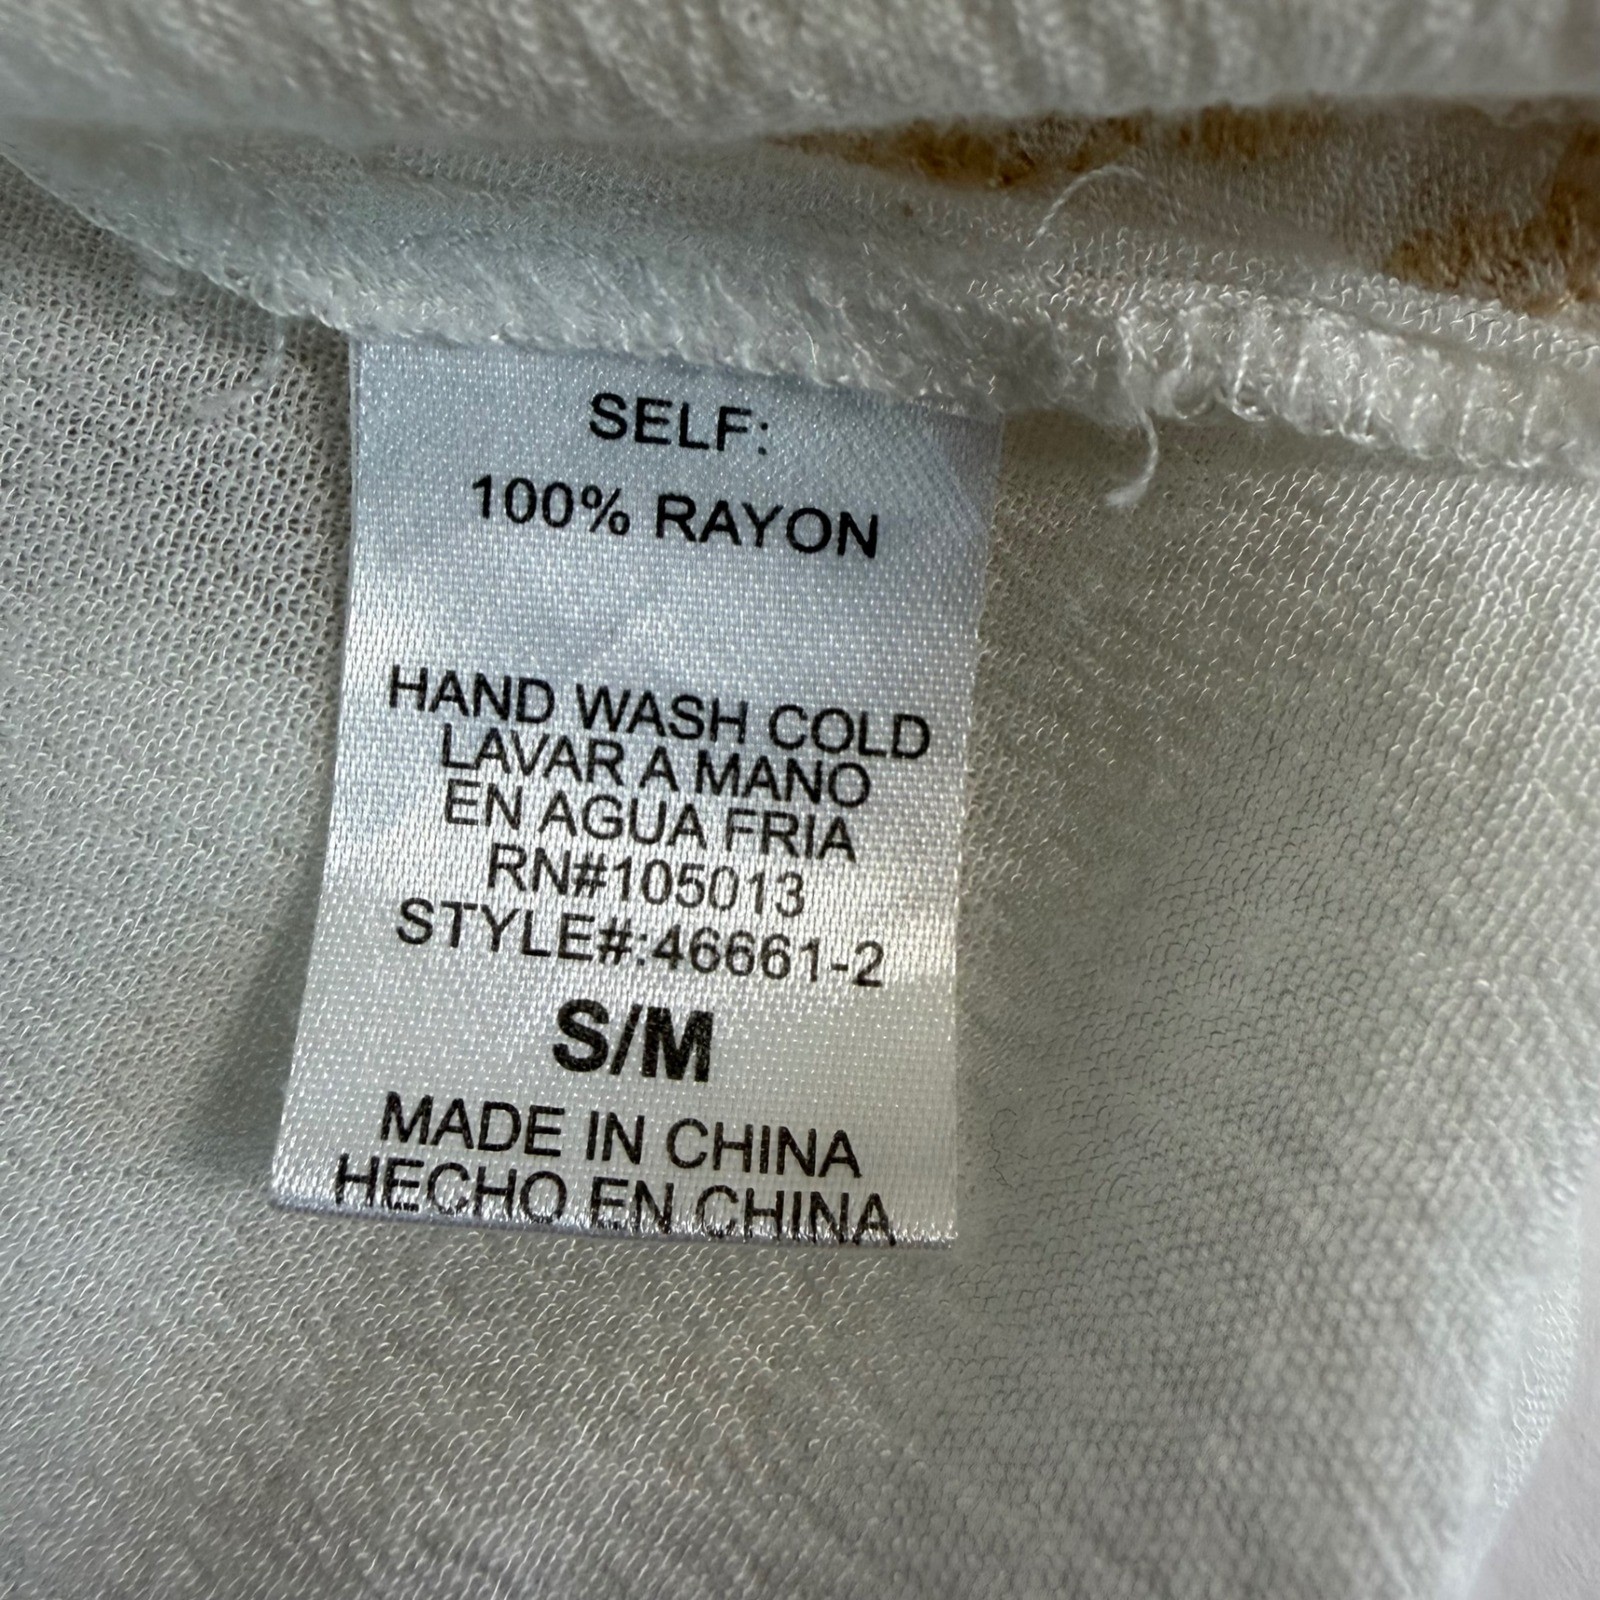 SELF:
100% RAYON
HAND WASH COLD
LAVAR A MANO
EN AGUA FRIA
RN#105013
STYLE#:46661-2
S/M
MADE IN CHINA
HECHO EN CHINA